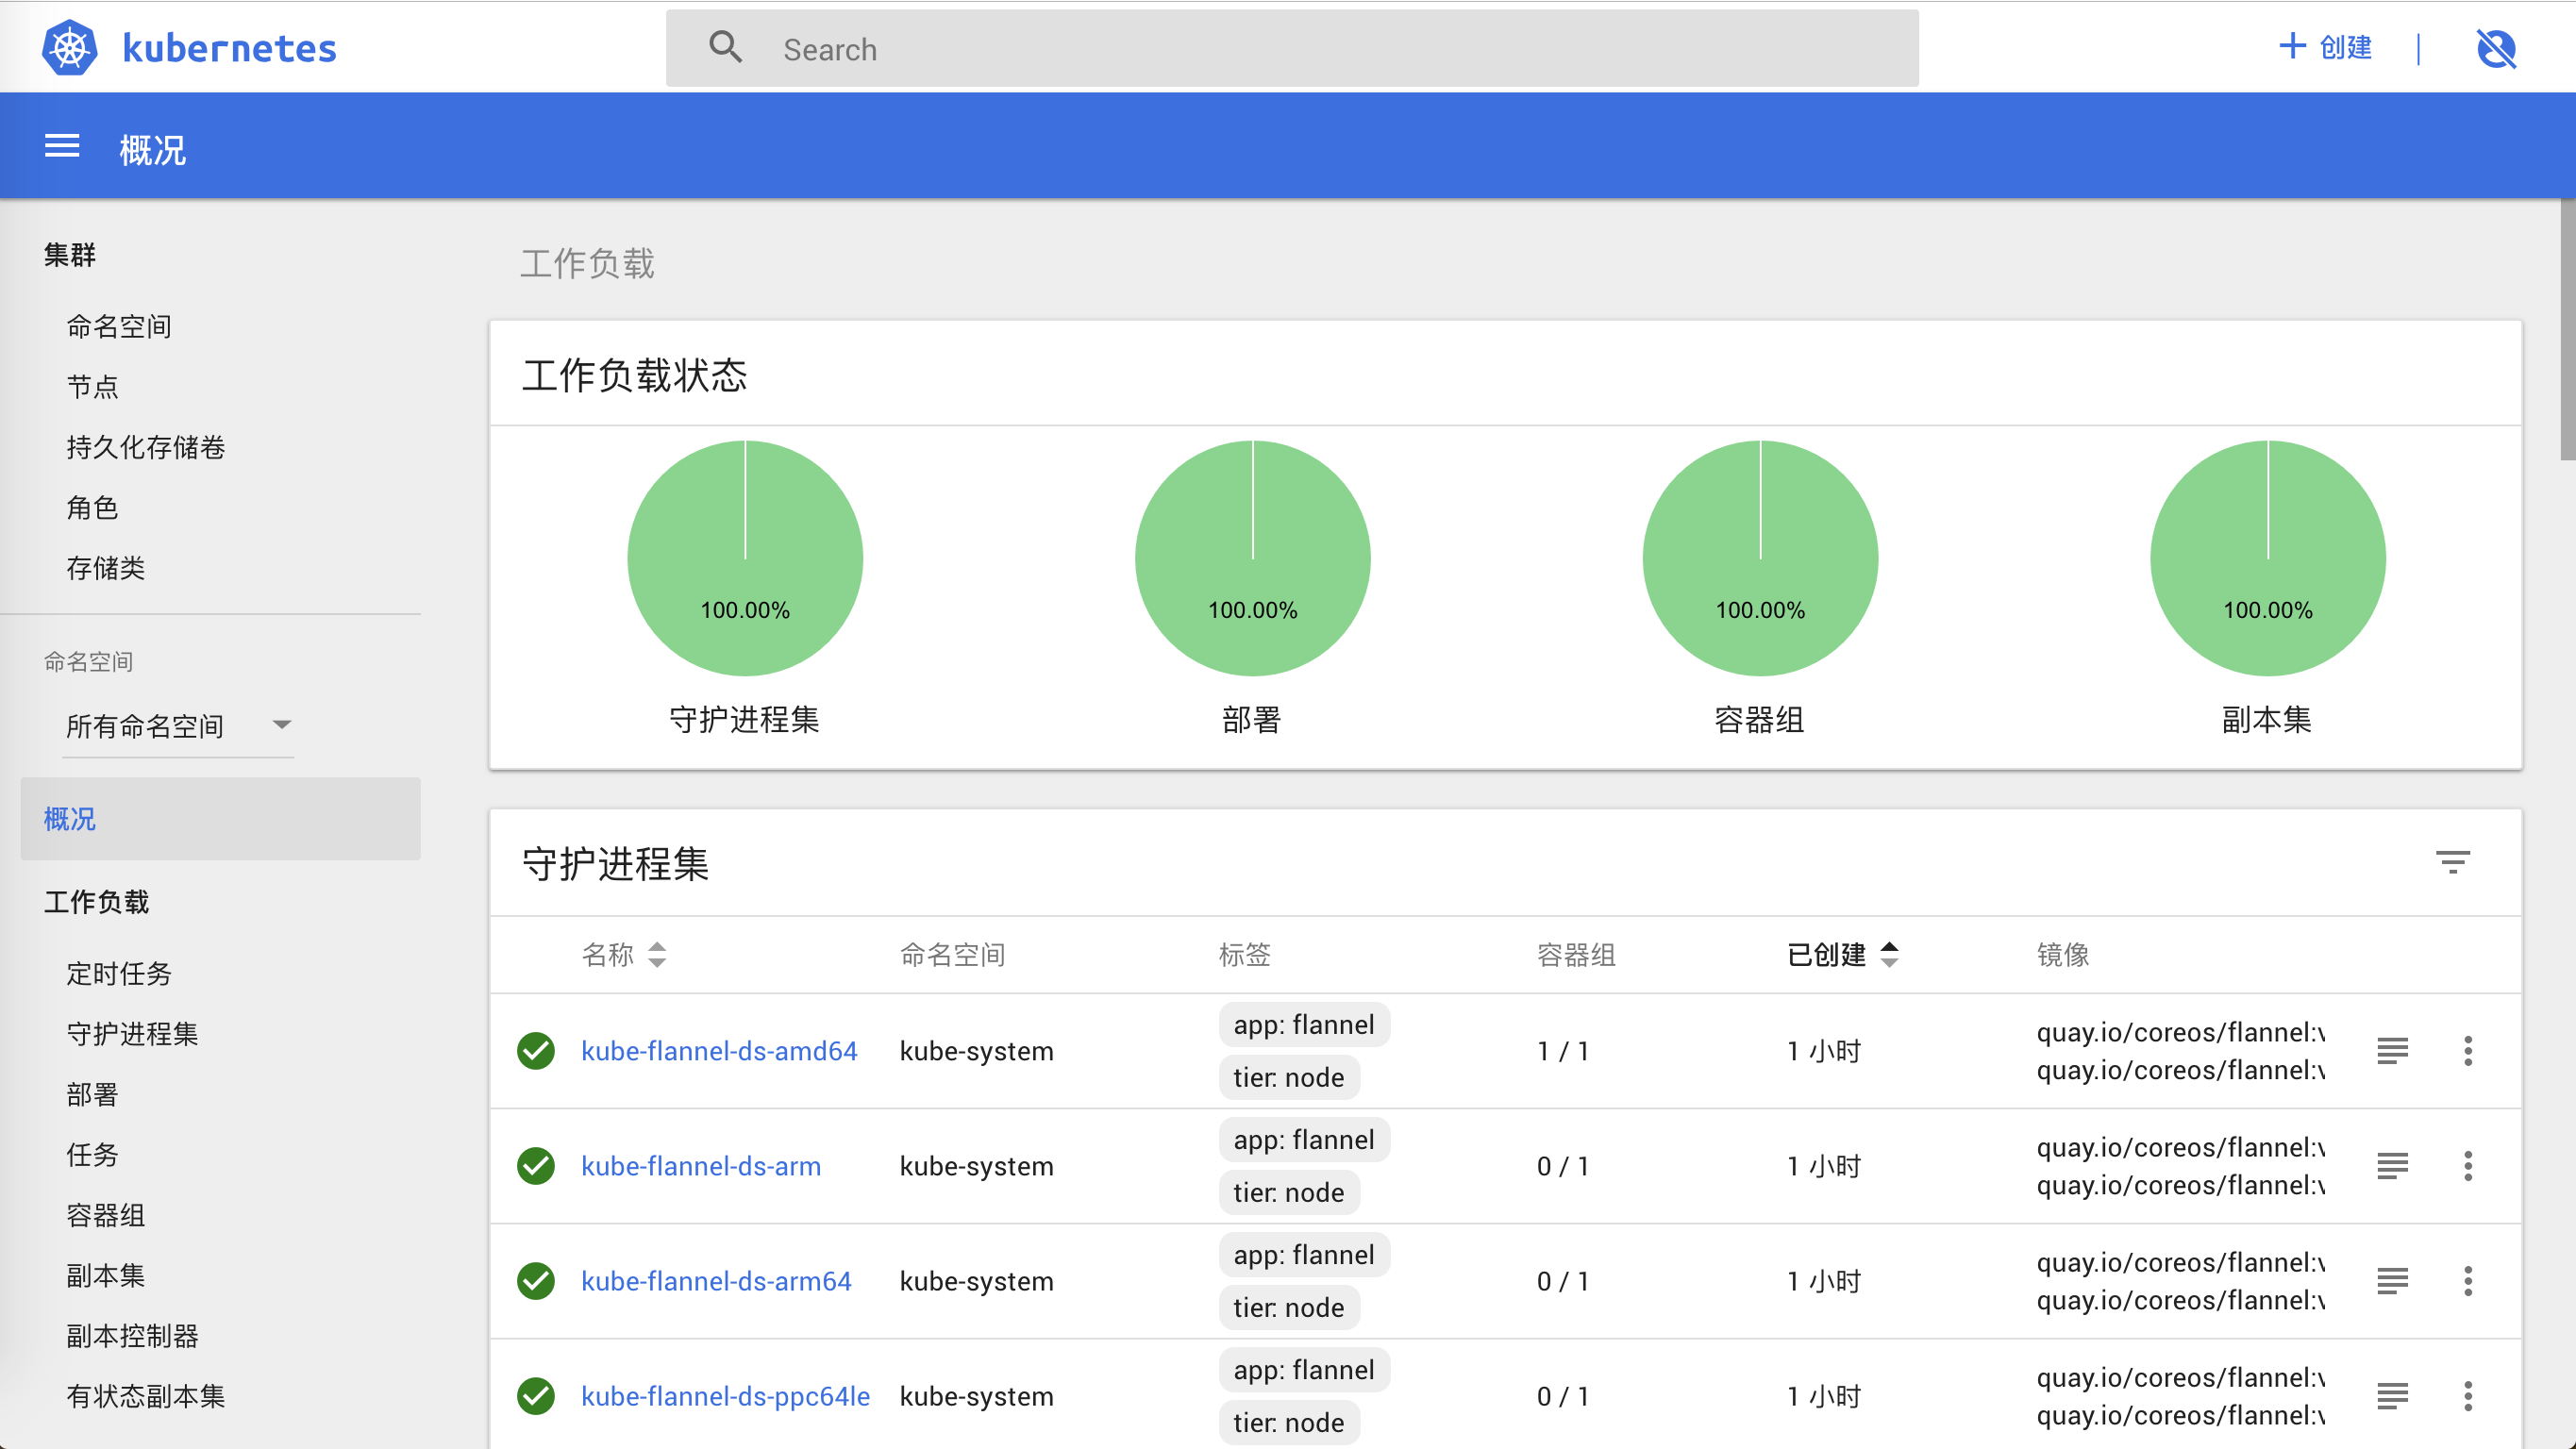 kubernetes
Search
创建
概况
集群
命名空间
节点
持久化存储卷
角色
存储类
命名空间
所有命名空间
概况
工作负载
定时任务
守护进程集
部署
任务
容器组
副本集
副本控制器
有状态副本集
工作负载
工作负载状态
100.00% 100.00% 100.00% 100.00%
守护进程集 部署 容器组 副本集
守护进程集
名称 命名空间 标签 容器组 已创建 镜像
app: flannel
tier: node
kube-flannel-ds-amd64 kube-system 1 / 1 1 小时
quay.io/coreos/flannel:v
quay.io/coreos/flannel:v
app: flannel
tier: node
kube-flannel-ds-arm kube-system 0 / 1 1 小时
quay.io/coreos/flannel:v
quay.io/coreos/flannel:v
app: flannel
tier: node
kube-flannel-ds-arm64 kube-system 0 / 1 1 小时
quay.io/coreos/flannel:v
quay.io/coreos/flannel:v
app: flannel
tier: node
kube-flannel-ds-ppc64le kube-system 0 / 1 1 小时
quay.io/coreos/flannel:v
quay.io/coreos/flannel:v